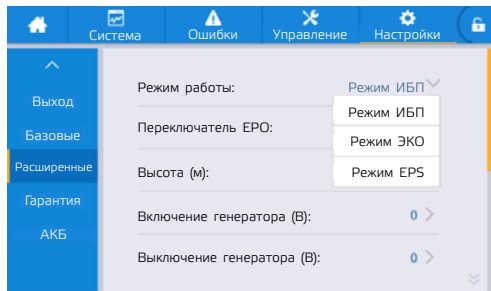 Система Ошибки Управление Настройки
Выход
Базовые
Расширенные
Гарантия
АКБ
Режим работы: Режим ИБП
Режим ИБП
Режим ЭКО
Режим EPS
Переключатель EPO:
Высота (м):
Включение генератора (В): 0
Выключение генератора (В): 0